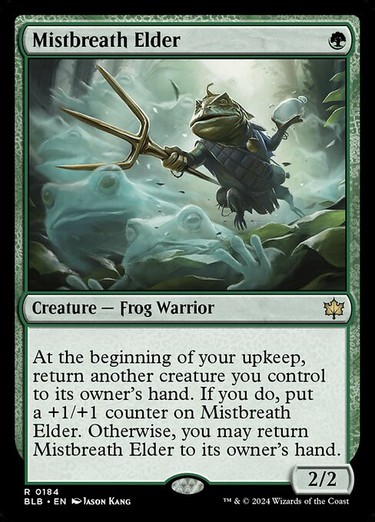 Mistbreath Elder
Creature — Frog Warrior
At the beginning of your upkeep,
return another creature you control
to its owner's hand. If you do, put
a +1/+1 counter on Mistbreath
Elder. Otherwise, you may return
Mistbreath Elder to its owner's hand.
2/2
R 0184
BLB • EN Jason Kang
™ & © 2024 Wizards of the Coast